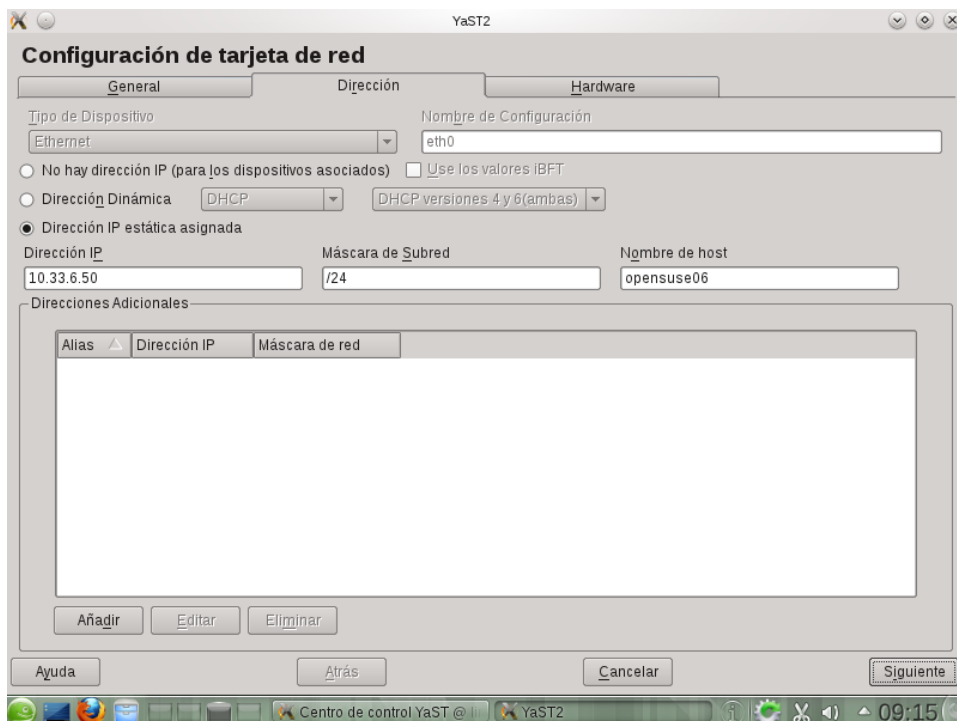 YaST2
Configuración de tarjeta de red
General Dirección Hardware
Tipo de Dispositivo Nombre de Configuración
Ethernet eth0
No hay dirección IP (para los dispositivos asociados) Use los valores iBFT
Dirección Dinámica DHCP DHCP versiones 4 y 6(ambas)
Dirección IP estática asignada
Dirección IP Máscara de Subred Nombre de host
10.33.6.50 /24 opensuse06
Direcciones Adicionales
Alias Dirección IP Máscara de red
Añadir Editar Eliminar
Ayuda Atrás Cancelar Siguiente
Centro de control YaST @ YaST2 09:15